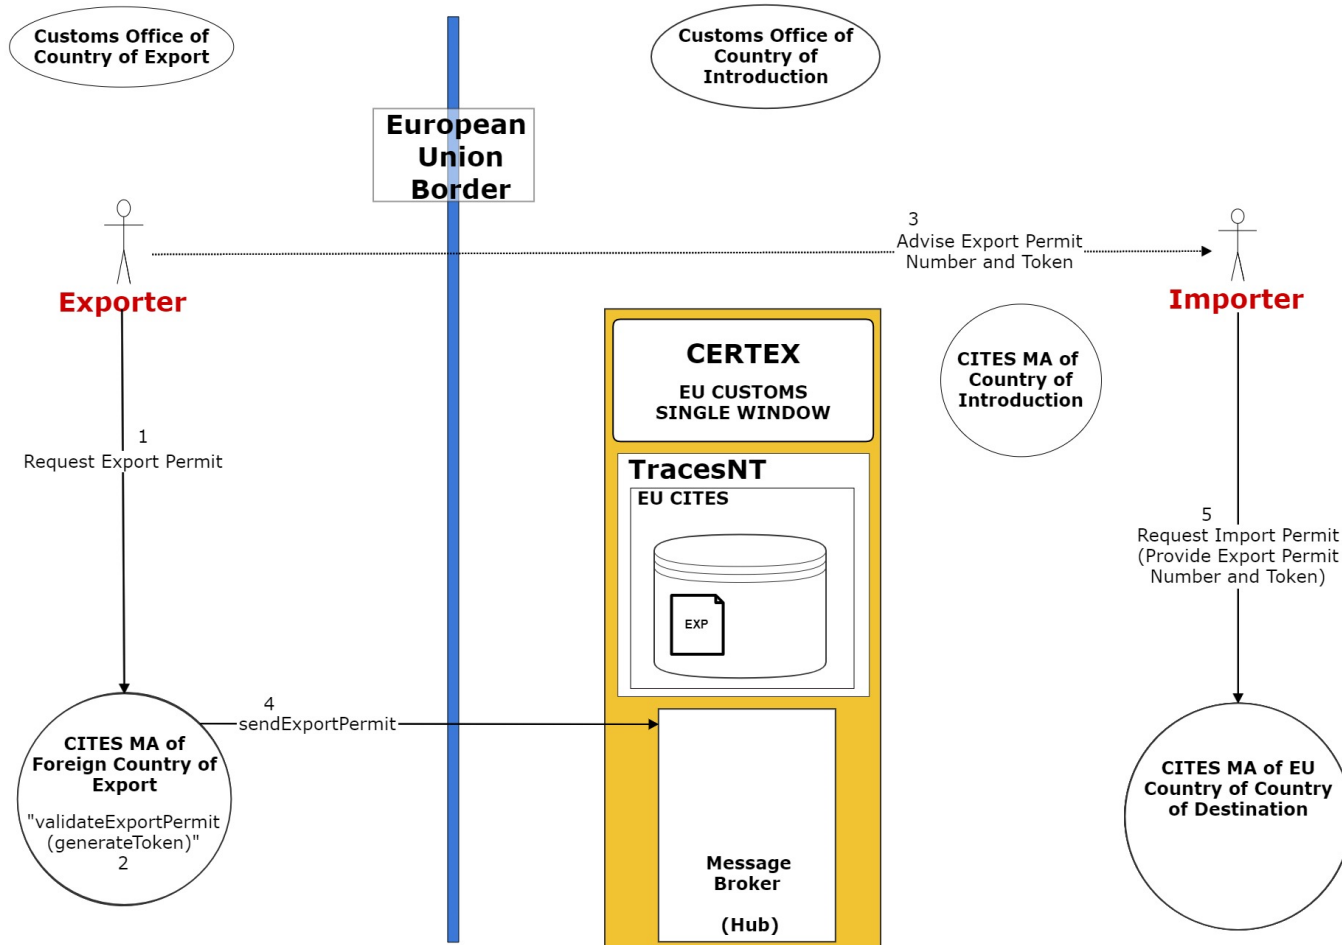 Customs Office of
Country of Export
Customs Office of
Country of
Introduction
European
Union
Border
3
Advise Export Permit
Number and Token
Exporter
Importer
CERTEX
EU CUSTOMS
SINGLE WINDOW
CITES MA of
Country of
Introduction
1
Request Export Permit
TracesNT
EU CITES
EXP
5
Request Import Permit
(Provide Export Permit
Number and Token)
4
sendExportPermit
CITES MA of
Foreign Country of
Export
"validateExportPermit
(generateToken)"
2
CITES MA of EU
Country of Country
of Destination
Message
Broker
(Hub)